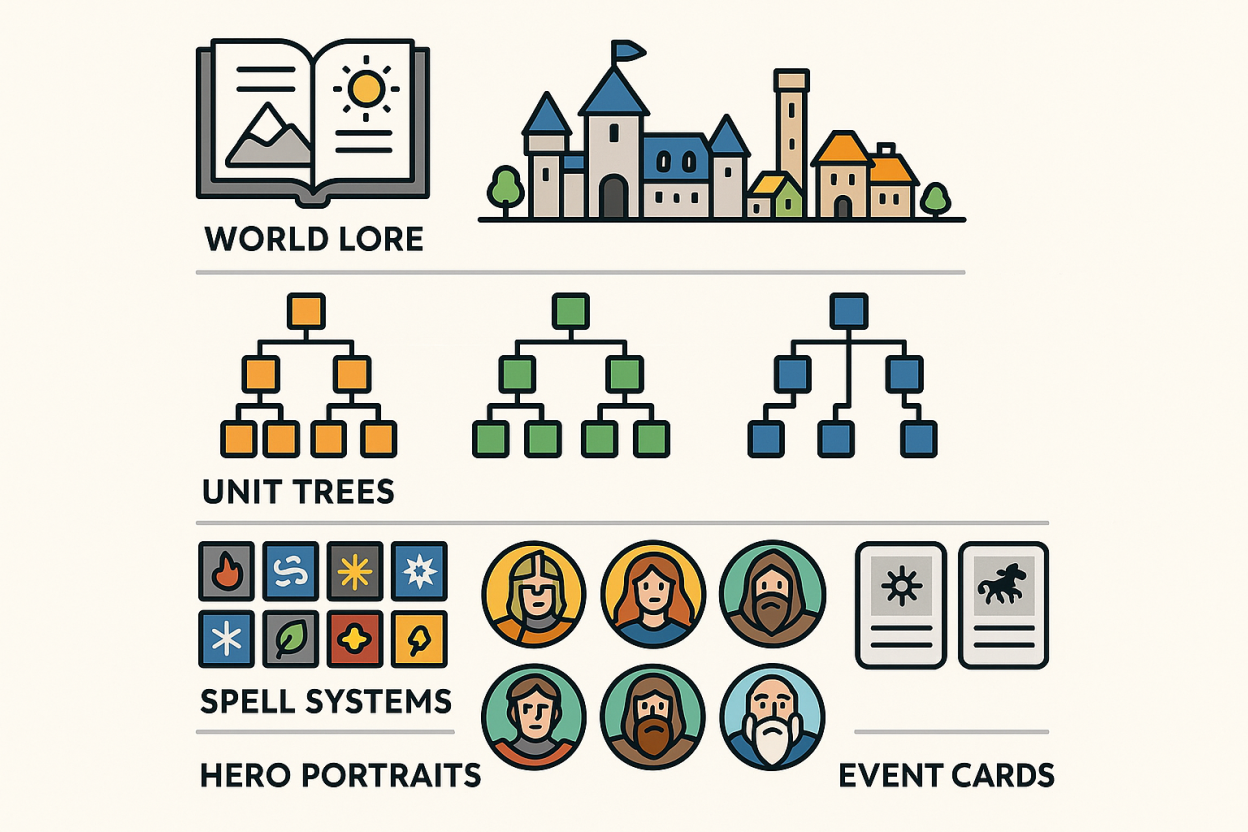 WORLD LORE
UNIT TREES
SPELL SYSTEMS
HERO PORTRAITS
EVENT CARDS